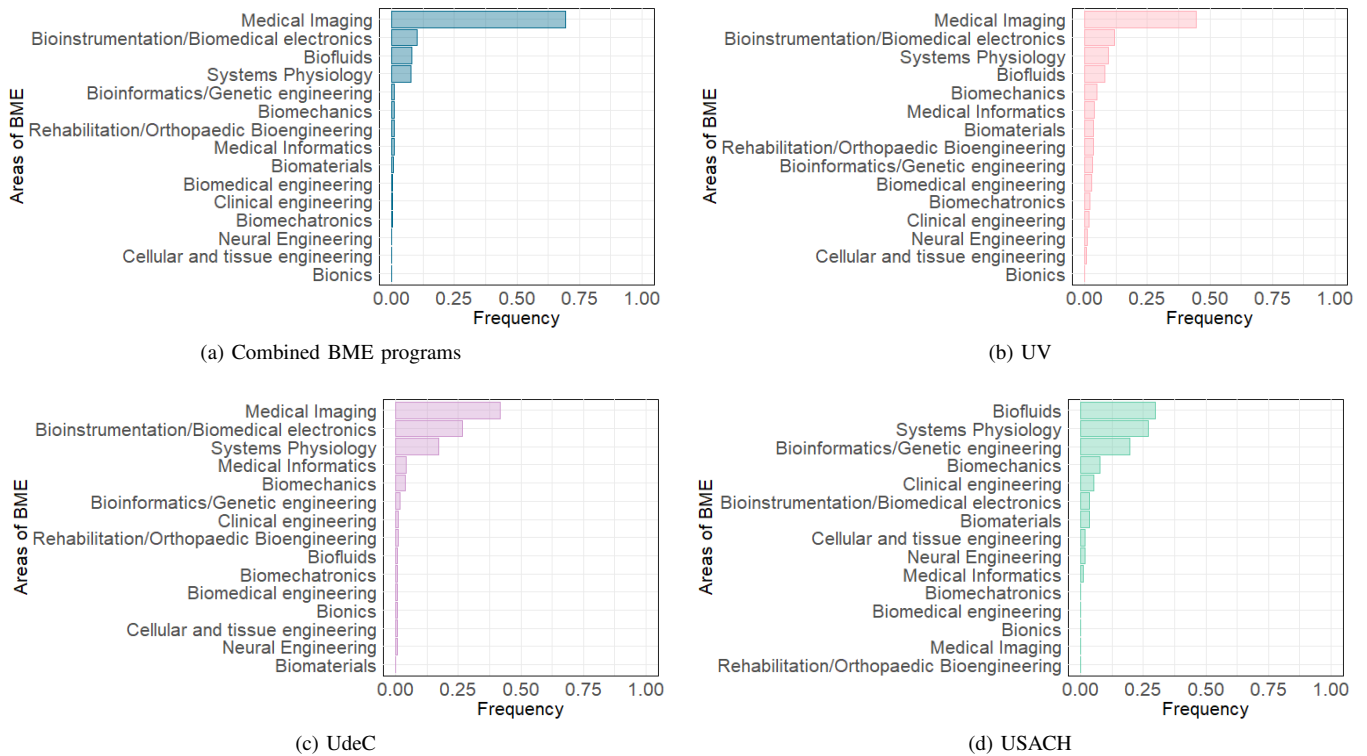 Areas of BME
Medical Imaging
Bioinstrumentation/Biomedical electronics
Biofluids
Systems Physiology
Bioinformatics/Genetic engineering
Biomechanics
Rehabilitation/Orthopaedic Bioengineering
Medical Informatics
Biomaterials
Biomedical engineering
Clinical engineering
Biomechatronics
Neural Engineering
Cellular and tissue engineering
Bionics
0.00 0.25 0.50 0.75 1.00
Frequency
(a) Combined BME programs
Areas of BME
Medical Imaging
Bioinstrumentation/Biomedical electronics
Systems Physiology
Biofluids
Biomechanics
Medical Informatics
Biomaterials
Rehabilitation/Orthopaedic Bioengineering
Bioinformatics/Genetic engineering
Biomedical engineering
Biomechatronics
Clinical engineering
Neural Engineering
Cellular and tissue engineering
Bionics
0.00 0.25 0.50 0.75 1.00
Frequency
(b) UV
Areas of BME
Medical Imaging
Bioinstrumentation/Biomedical electronics
Systems Physiology
Medical Informatics
Biomechanics
Bioinformatics/Genetic engineering
Clinical engineering
Rehabilitation/Orthopaedic Bioengineering
Biofluids
Biomechatronics
Biomedical engineering
Bionics
Cellular and tissue engineering
Neural Engineering
Biomaterials
0.00 0.25 0.50 0.75 1.00
Frequency
(c) UdeC
Areas of BME
Biofluids
Systems Physiology
Bioinformatics/Genetic engineering
Biomechanics
Clinical engineering
Bioinstrumentation/Biomedical electronics
Biomaterials
Cellular and tissue engineering
Neural Engineering
Medical Informatics
Biomechatronics
Biomedical engineering
Bionics
Medical Imaging
Rehabilitation/Orthopaedic Bioengineering
0.00 0.25 0.50 0.75 1.00
Frequency
(d) USACH